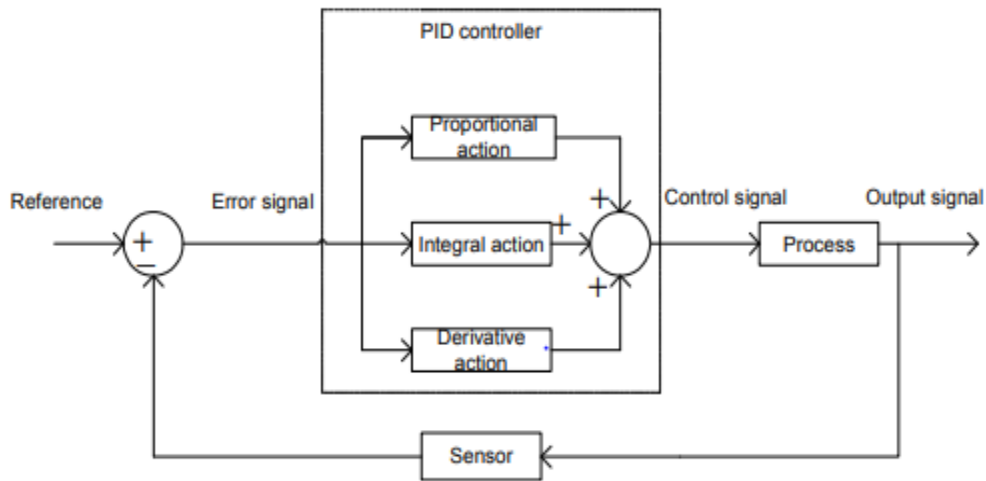 PID controller
Proportional
action
Reference
Error signal
+
−
Integral action
+
+
+
Control signal
Process
Output signal
Derivative
action
Sensor